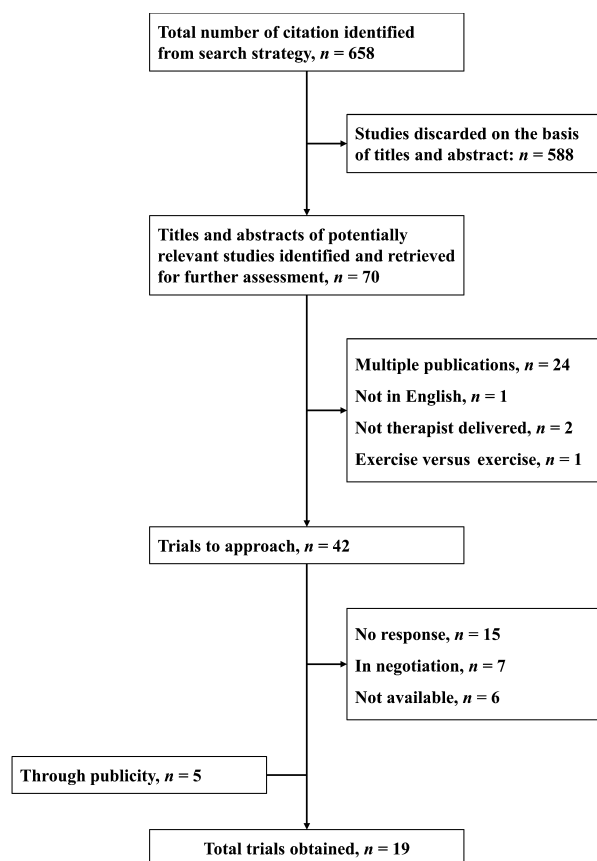 Total number of citation identified
from search strategy, n = 658
Studies discarded on the basis
of titles and abstract: n = 588
Titles and abstracts of potentially
relevant studies identified and retrieved
for further assessment, n = 70
Multiple publications, n = 24
Not in English, n = 1
Not therapist delivered, n = 2
Exercise versus exercise, n = 1
Trials to approach, n = 42
No response, n = 15
In negotiation, n = 7
Not available, n = 6
Through publicity, n = 5
Total trials obtained, n = 19